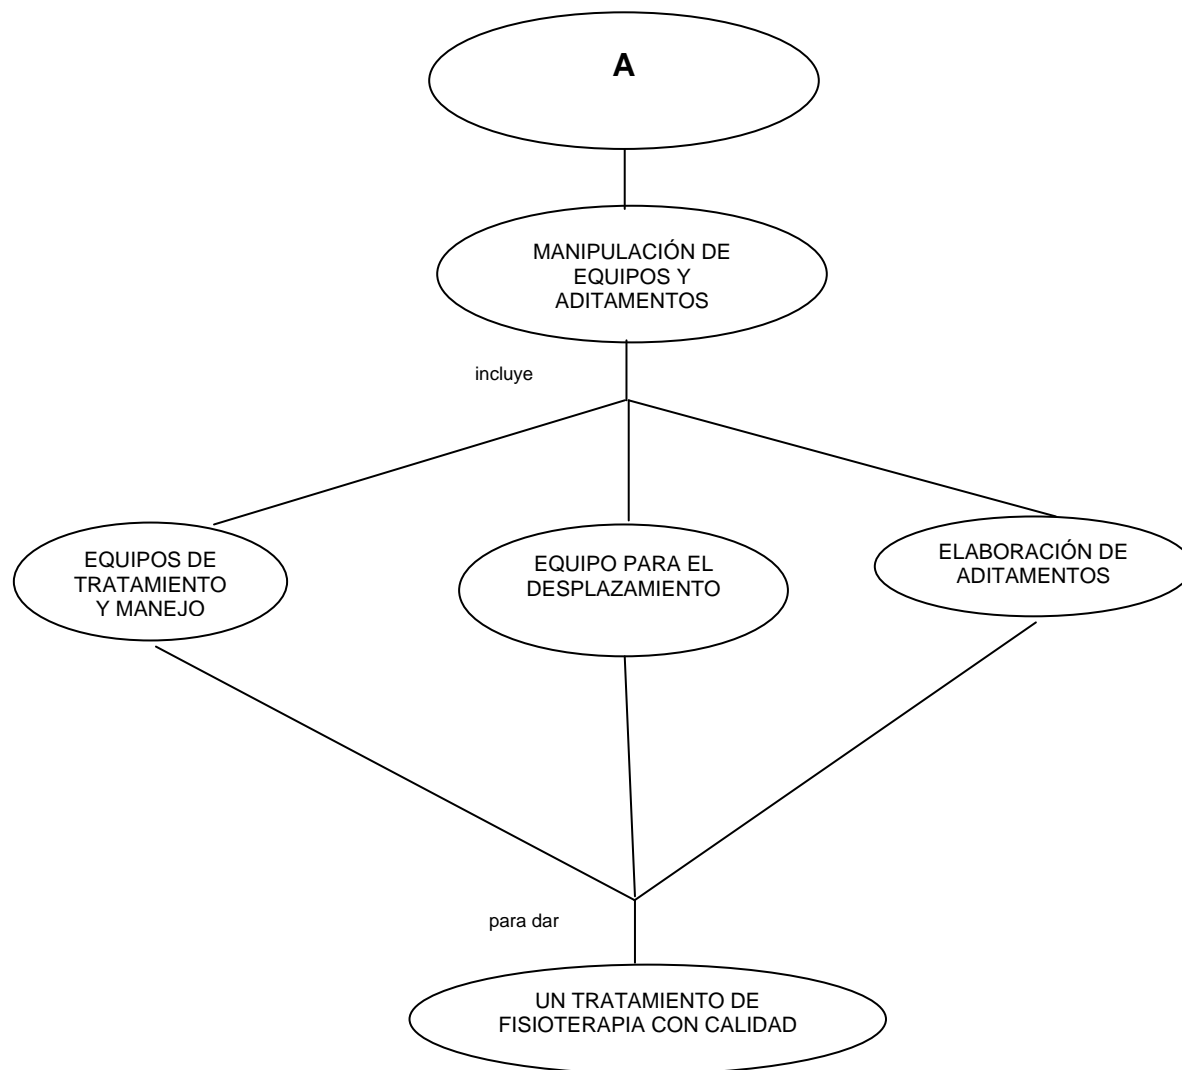 A
MANIPULACIÓN DE
EQUIPOS Y
ADITAMENTOS
incluye
EQUIPOS DE
TRATAMIENTO
Y MANEJO
EQUIPO PARA EL
DESPLAZAMIENTO
ELABORACIÓN DE
ADITAMENTOS
para dar
UN TRATAMIENTO DE
FISIOTERAPIA CON CALIDAD